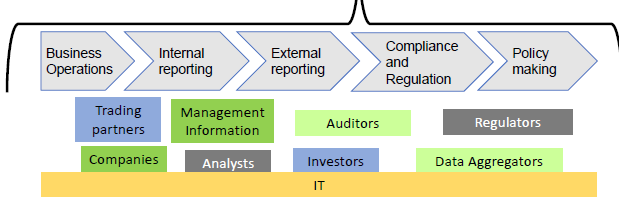 Business
Operations
Internal
reporting
External
reporting
Compliance
and
Regulation
Policy
making
Trading
partners
Management
Information
Auditors
Regulators
Companies
Analysts
Investors
Data Aggregators
IT